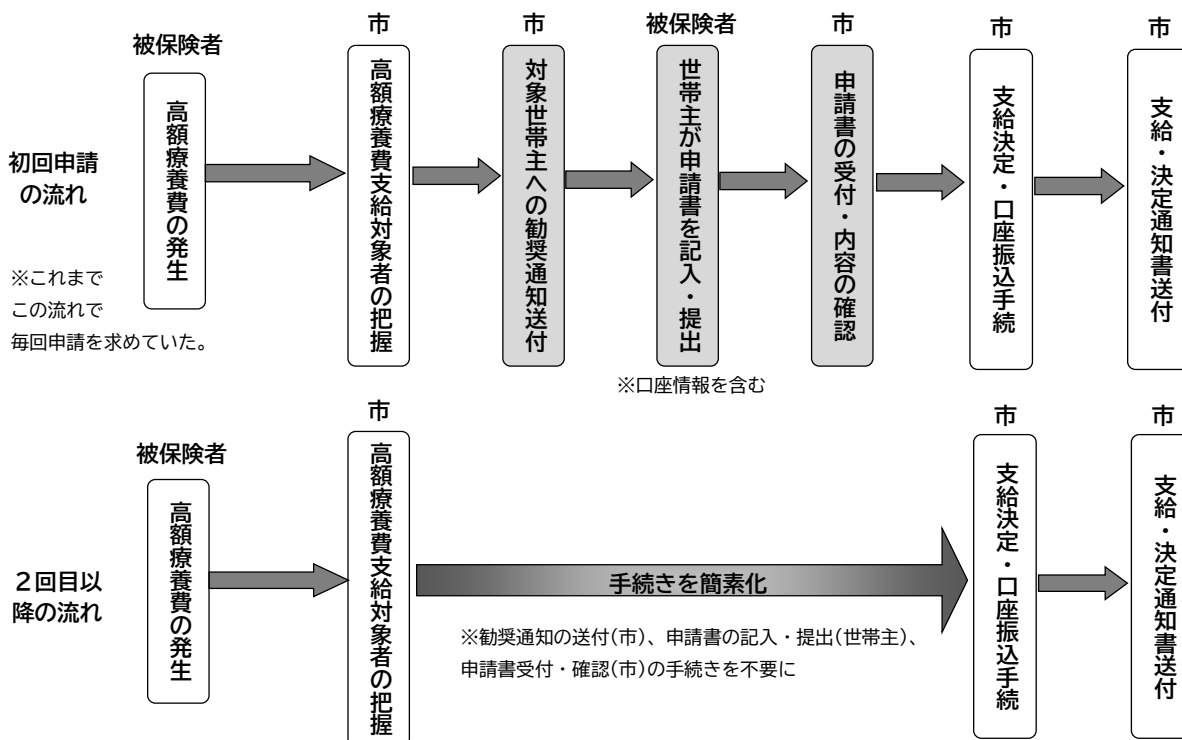 初回申請
の流れ
※これまで
この流れで
毎回申請を求めていた。
被保険者
高額療養費の発生
市
高額療養費支給対象者の把握
市
対象世帯主への勧奨通知送付
被保険者
世帯主が申請書を記入・提出
※口座情報を含む
市
申請書の受付・内容の確認
市
支給決定・口座振込手続
市
支給・決定通知書送付
２回目以
降の流れ
被保険者
高額療養費の発生
市
高額療養費支給対象者の把握
手続きを簡素化
※勧奨通知の送付(市)、申請書の記入・提出(世帯主)、
申請書受付・確認(市)の手続きを不要に
市
支給決定・口座振込手続
市
支給・決定通知書送付